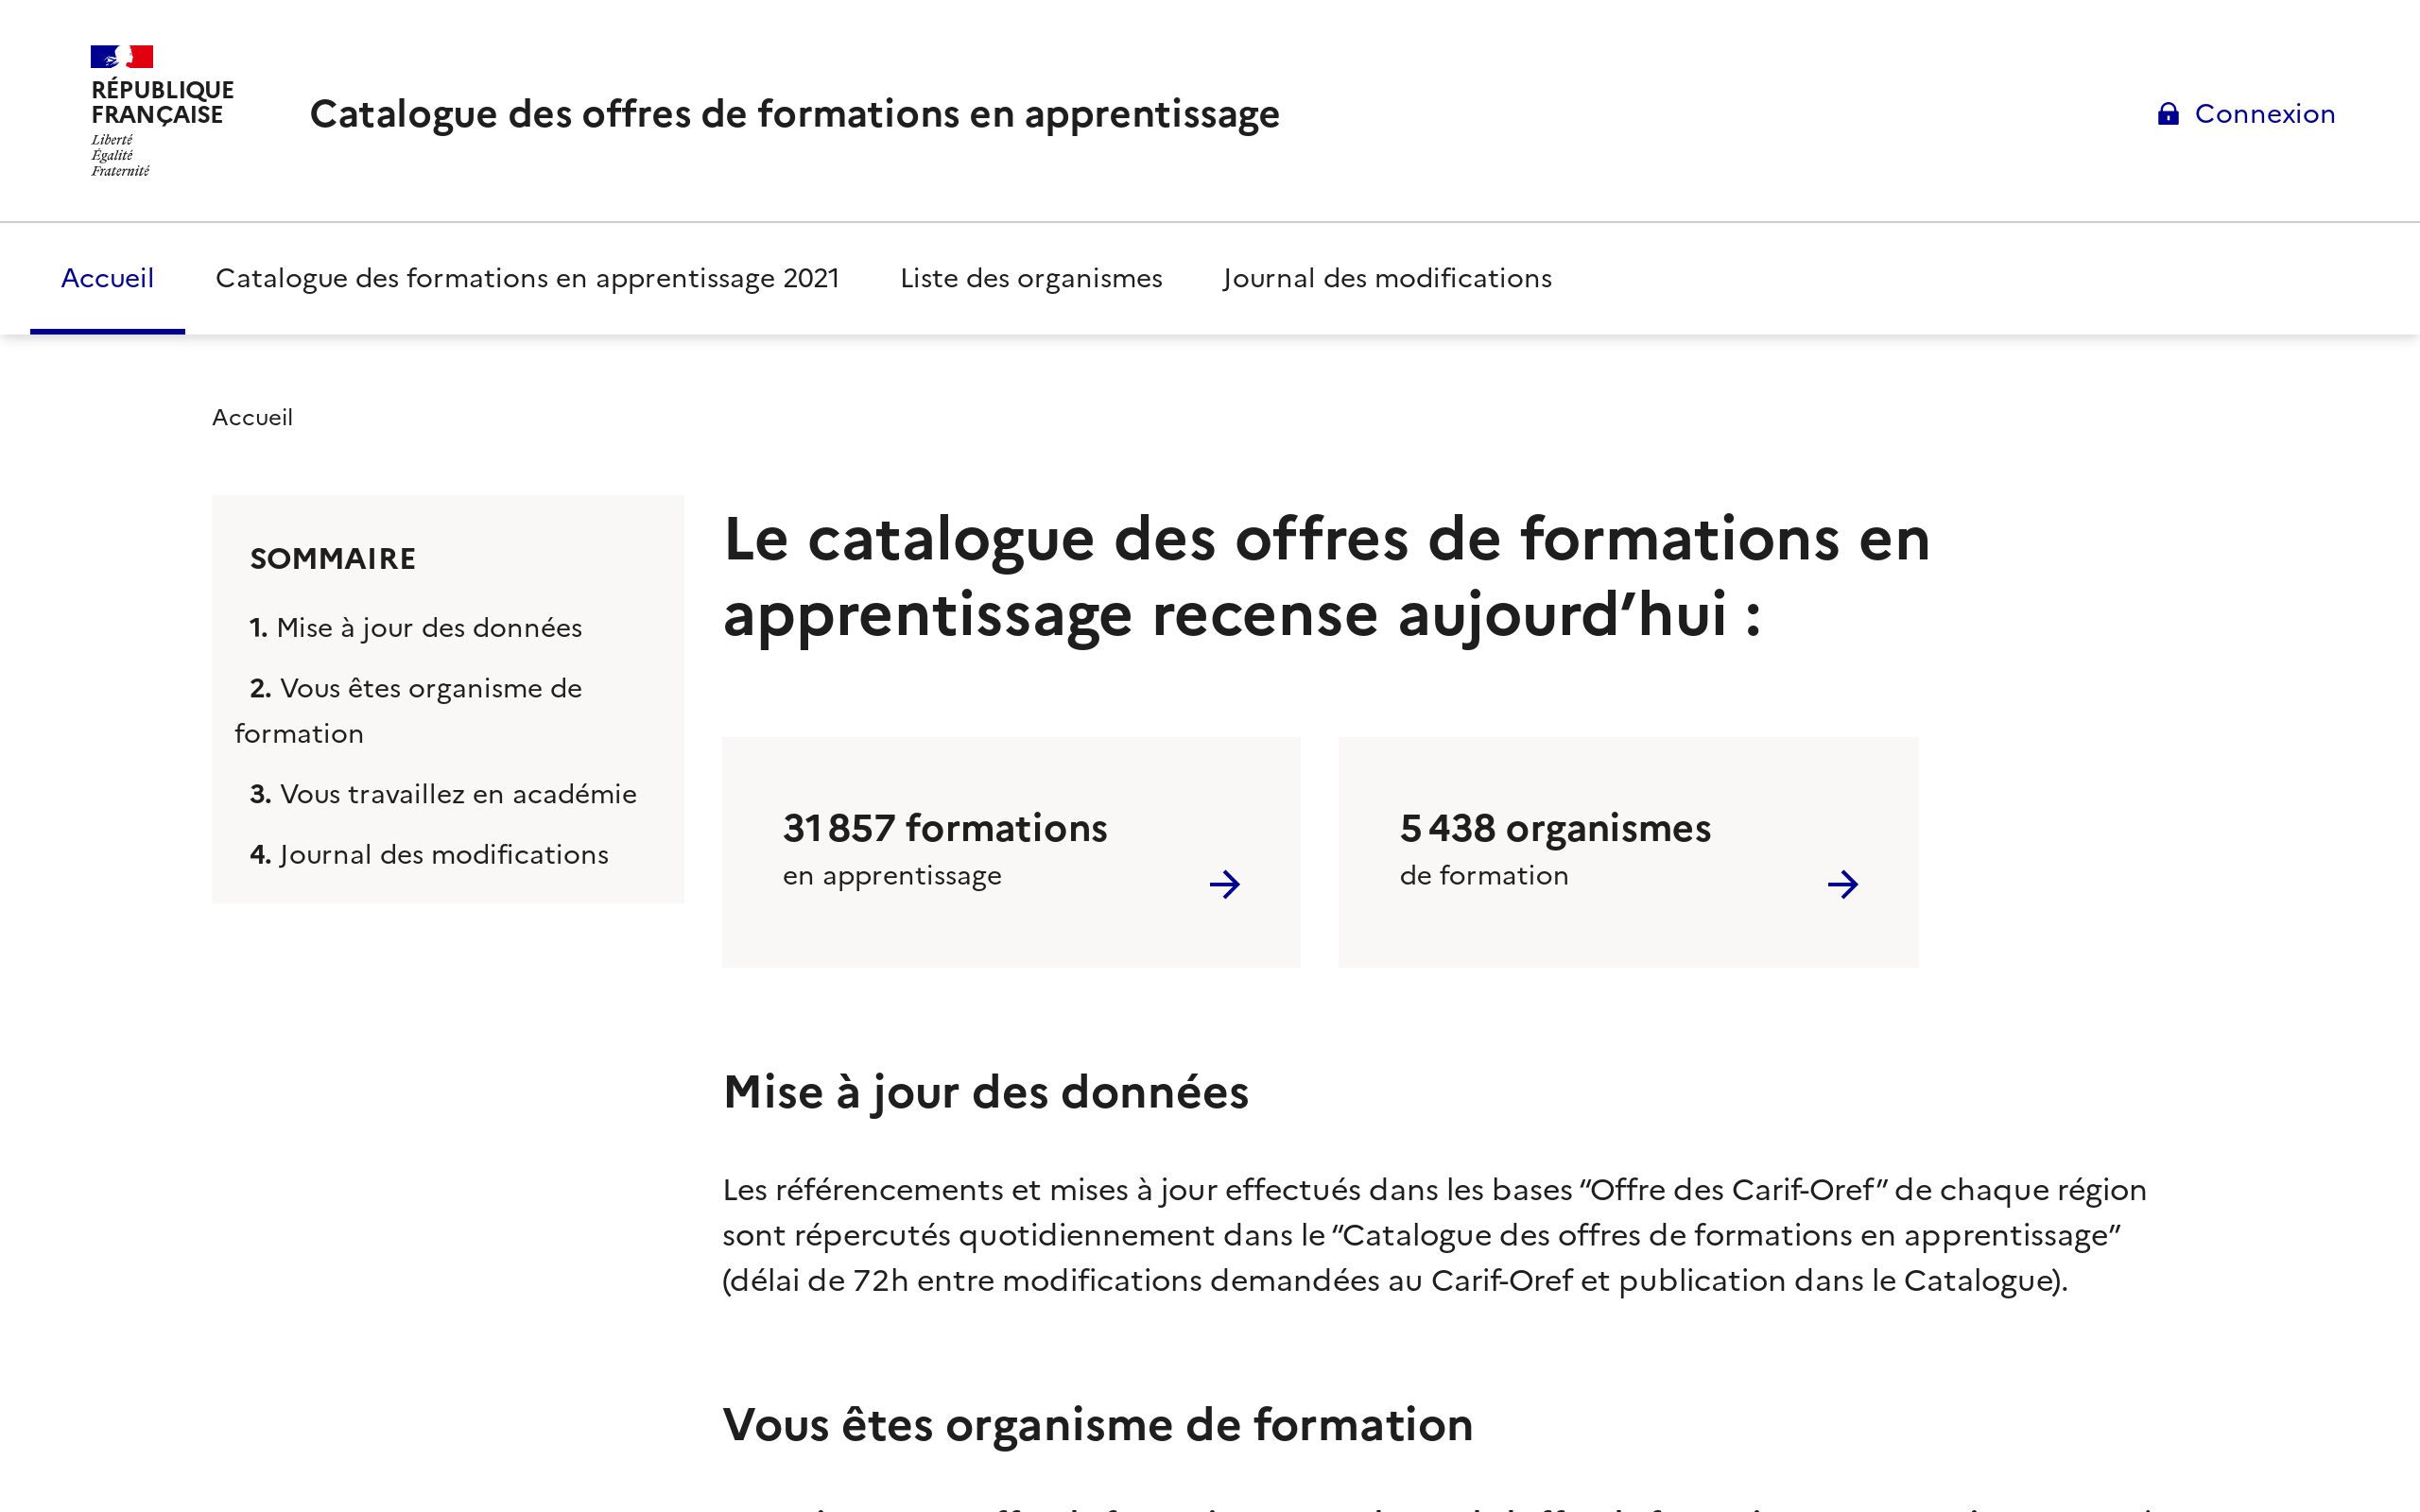 RÉPUBLIQUE
FRANÇAISE
Liberté
Égalité
Fraternité
Catalogue des offres de formations en apprentissage
Connexion
Accueil
Catalogue des formations en apprentissage 2021
Liste des organismes
Journal des modifications
Accueil
SOMMAIRE
1. Mise à jour des données
2. Vous êtes organisme de
formation
3. Vous travaillez en académie
4. Journal des modifications
Le catalogue des offres de formations en
apprentissage recense aujourd’hui :
31 857 formations
en apprentissage
5 438 organismes
de formation
Mise à jour des données
Les référencements et mises à jour effectués dans les bases “Offre des Carif-Oref” de chaque région
sont répercutés quotidiennement dans le “Catalogue des offres de formations en apprentissage”
(délai de 72h entre modifications demandées au Carif-Oref et publication dans le Catalogue).
Vous êtes organisme de formation